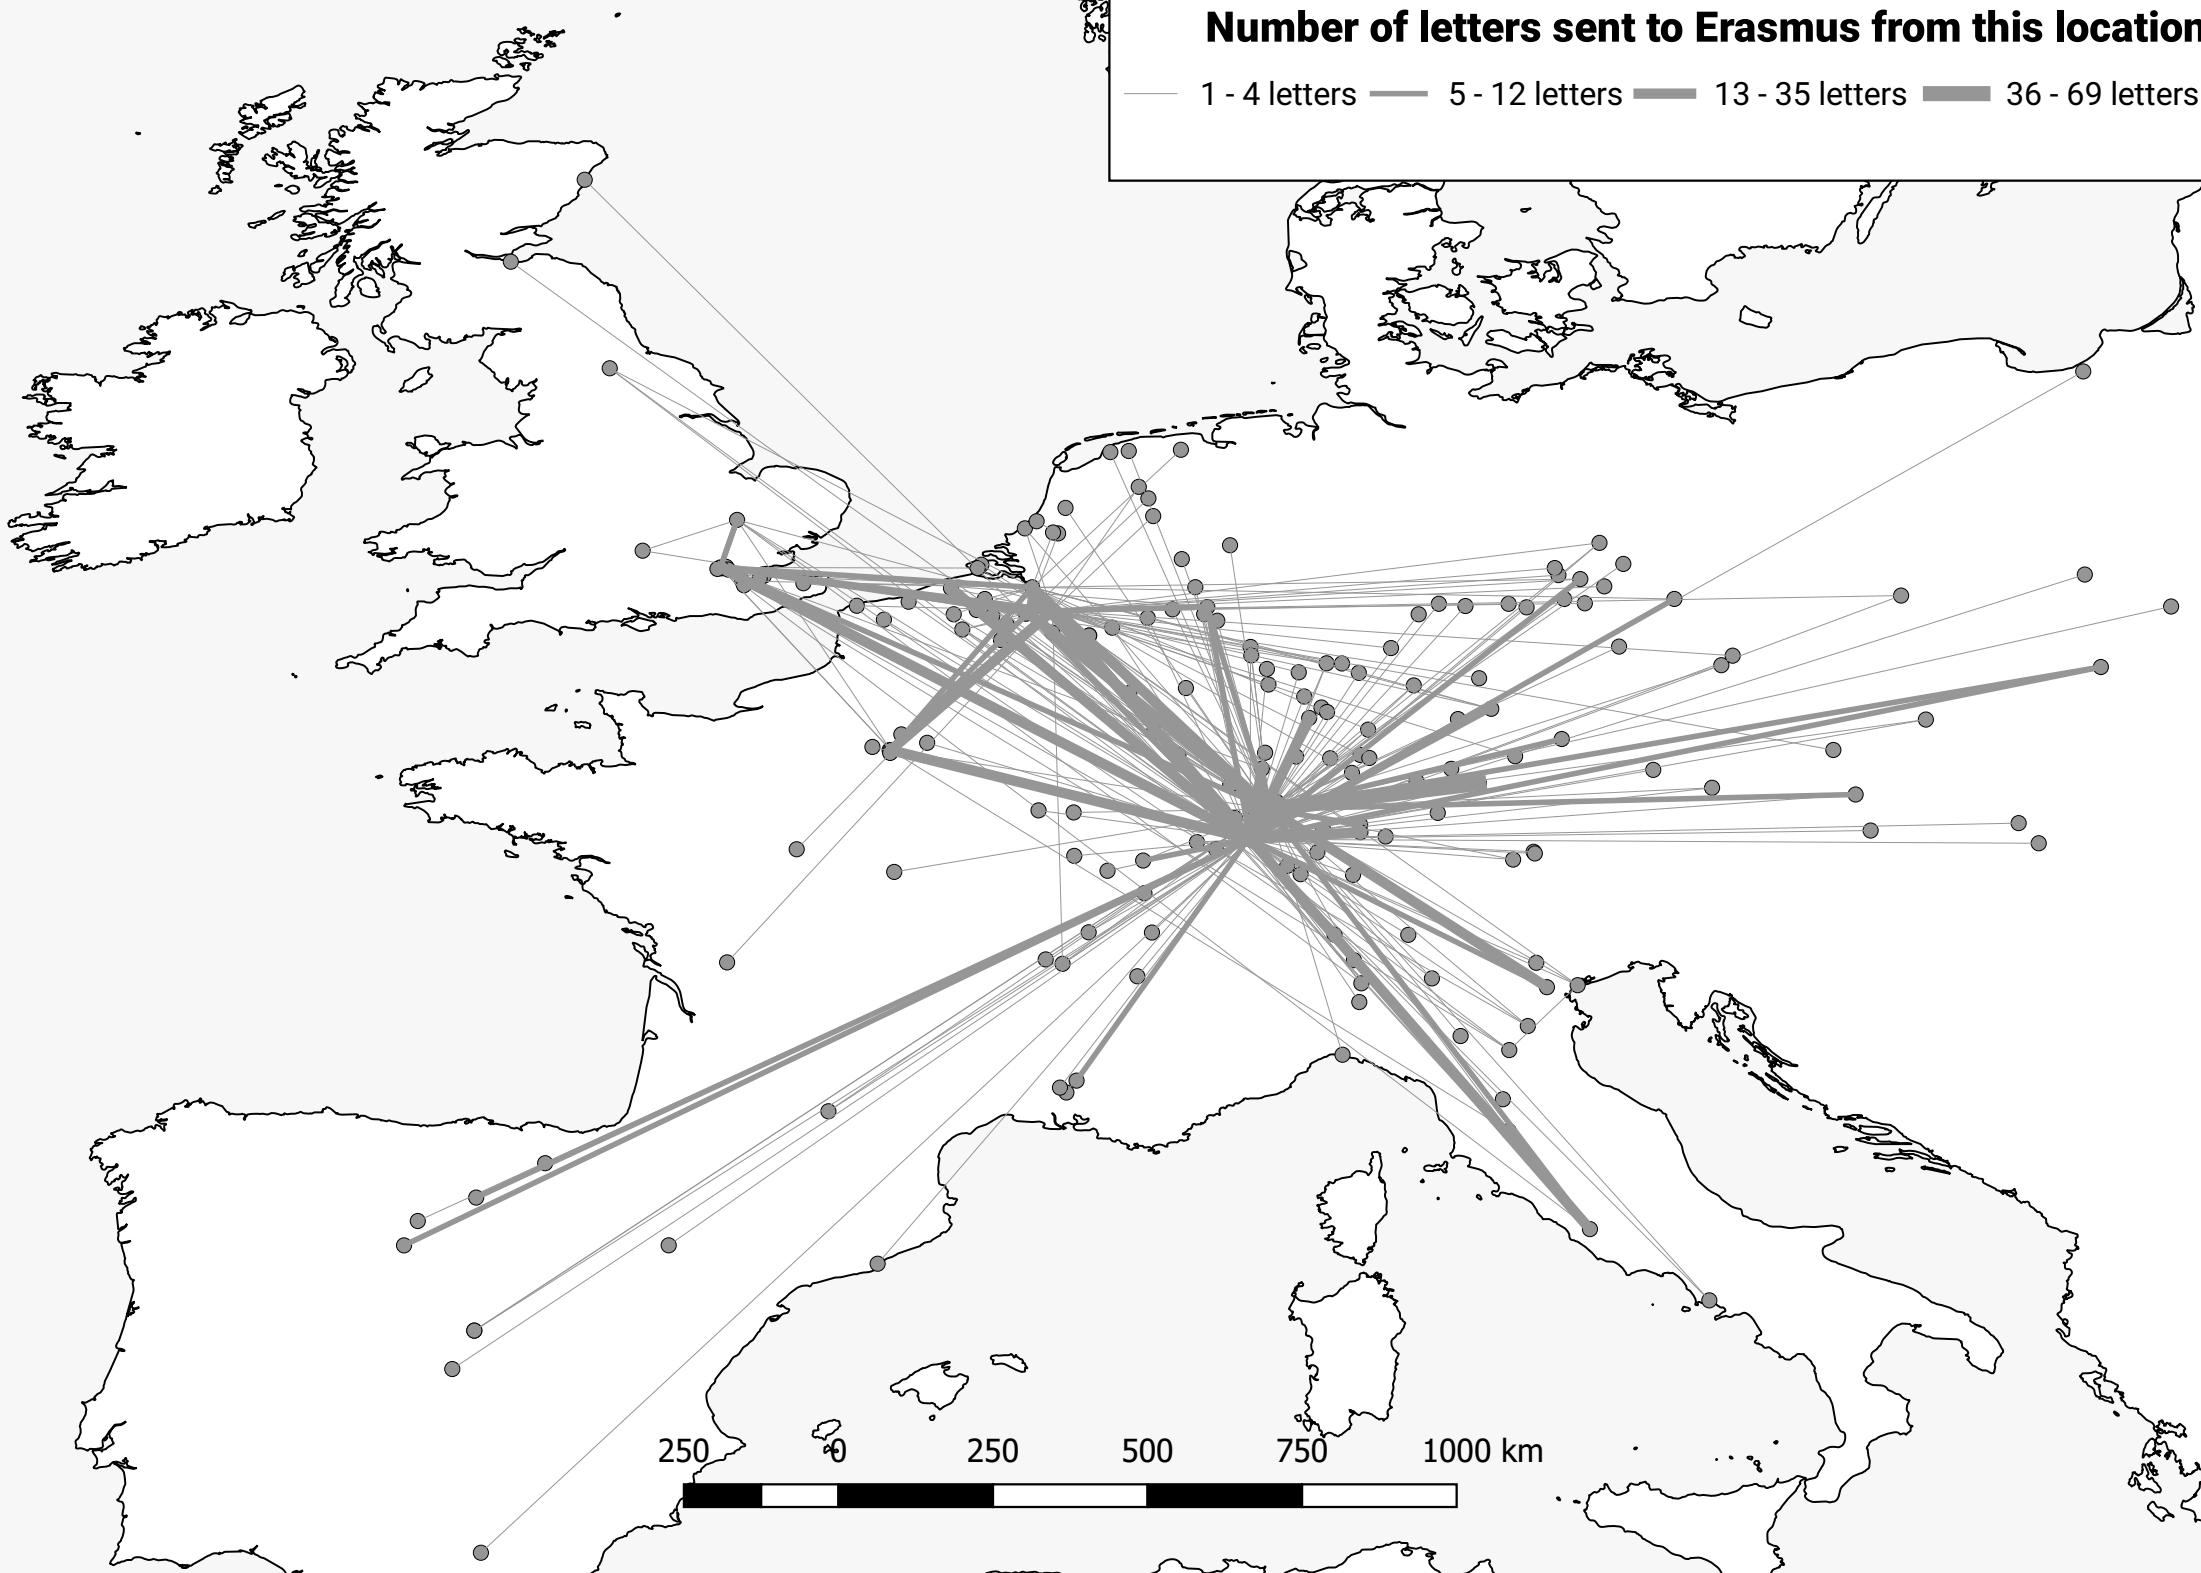 Number of letters sent to Erasmus from this location
1 - 4 letters 5 - 12 letters 13 - 35 letters 36 - 69 letters
250 0 250 500 750 1000 km